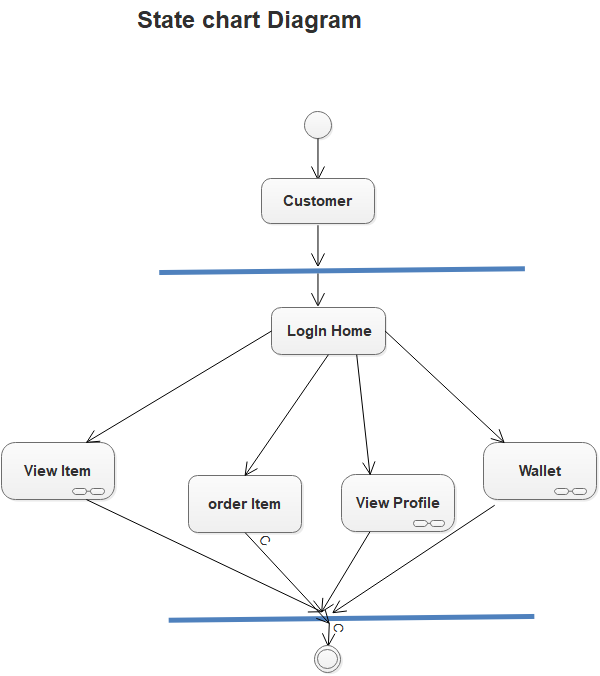 State chart Diagram
Customer
LogIn Home
View Item
order Item
View Profile
Wallet
C
C